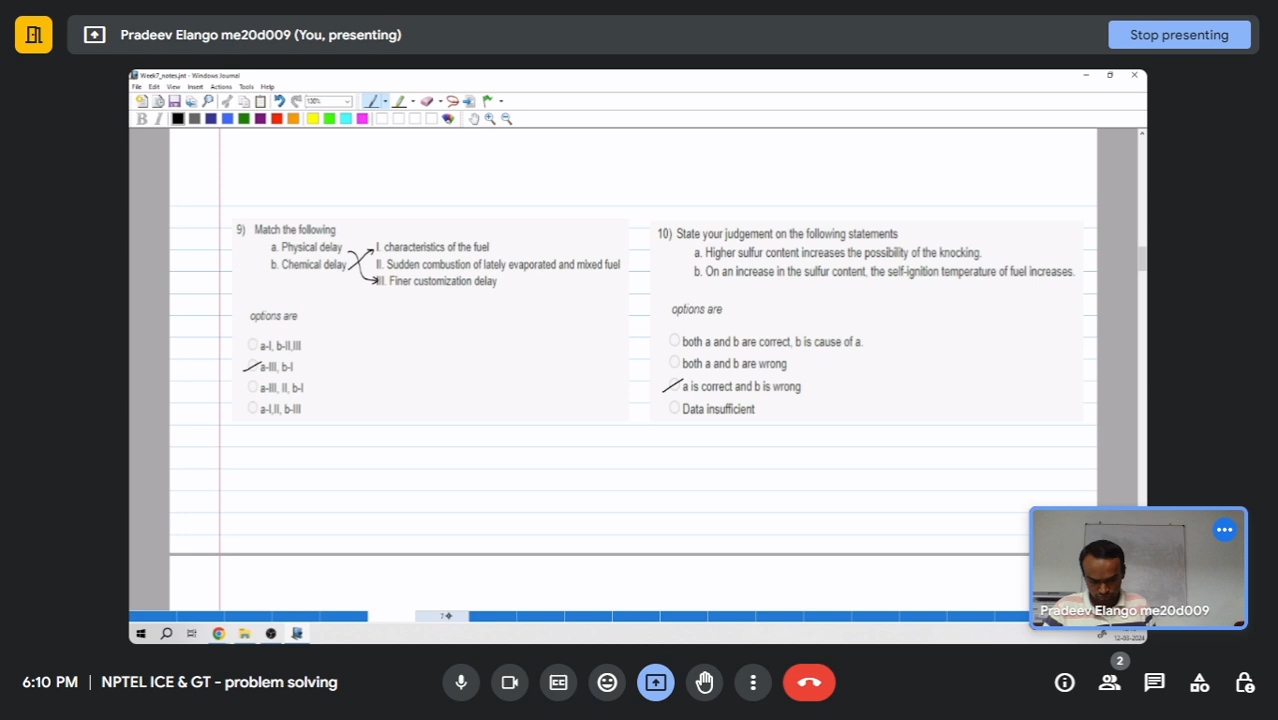 Pradeev Elango me20d009 (You, presenting)
Stop presenting
Week7_notes.jnt - Windows Journal
File Edit View Insert Actions Tools Help
130%
B I
9) Match the following
a. Physical delay
I. characteristics of the fuel
b. Chemical delay
II. Sudden combustion of lately evaporated and mixed fuel
III. Finer customization delay
options are
a-I, b-II,III
a-III, b-I
a-III, II, b-I
a-I,II, b-III
10) State your judgement on the following statements
a. Higher sulfur content increases the possibility of the knocking.
b. On an increase in the sulfur content, the self-ignition temperature of fuel increases.
options are
both a and b are correct, b is cause of a.
both a and b are wrong
a is correct and b is wrong
Data insufficient
7
Pradeev Elango me20d009
12-08-2024
6:10 PM | NPTEL ICE & GT - problem solving
2